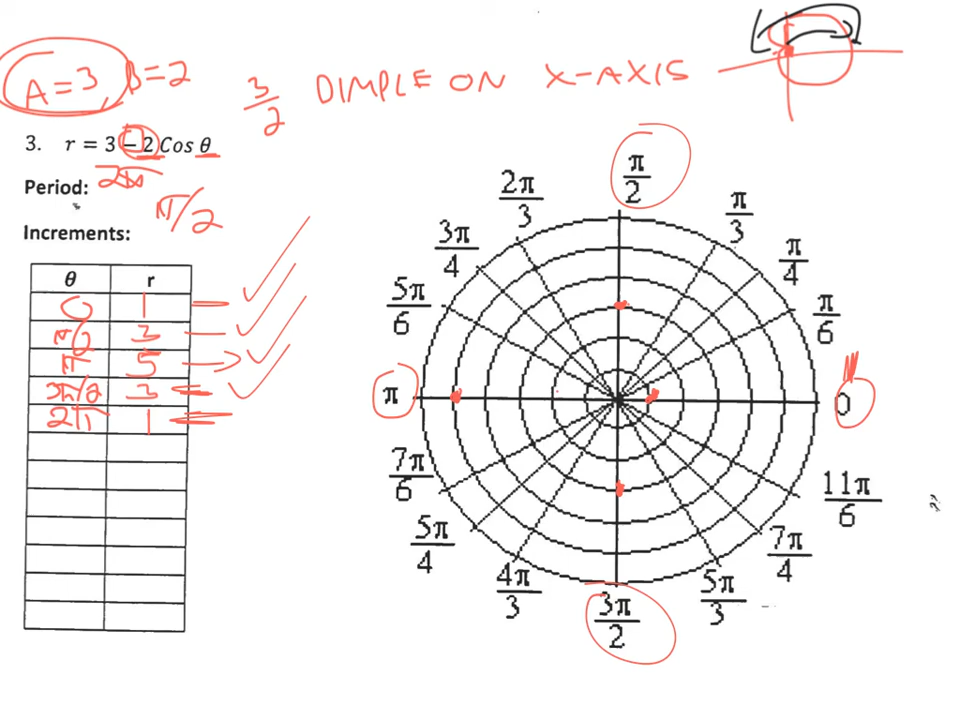 A=3, B=2
3/2 DIMPLE ON X-AXIS
3. r = 3 − 2 Cos θ
Period: 2π
π/2
Increments:
θ r
0 1
π/2 3
π 5
3π/2 3
2π 1
π/2
2π/3 π/3
3π/4 π/4
5π/6 π/6
π 0
7π/6 11π/6
5π/4 7π/4
4π/3 5π/3
3π/2